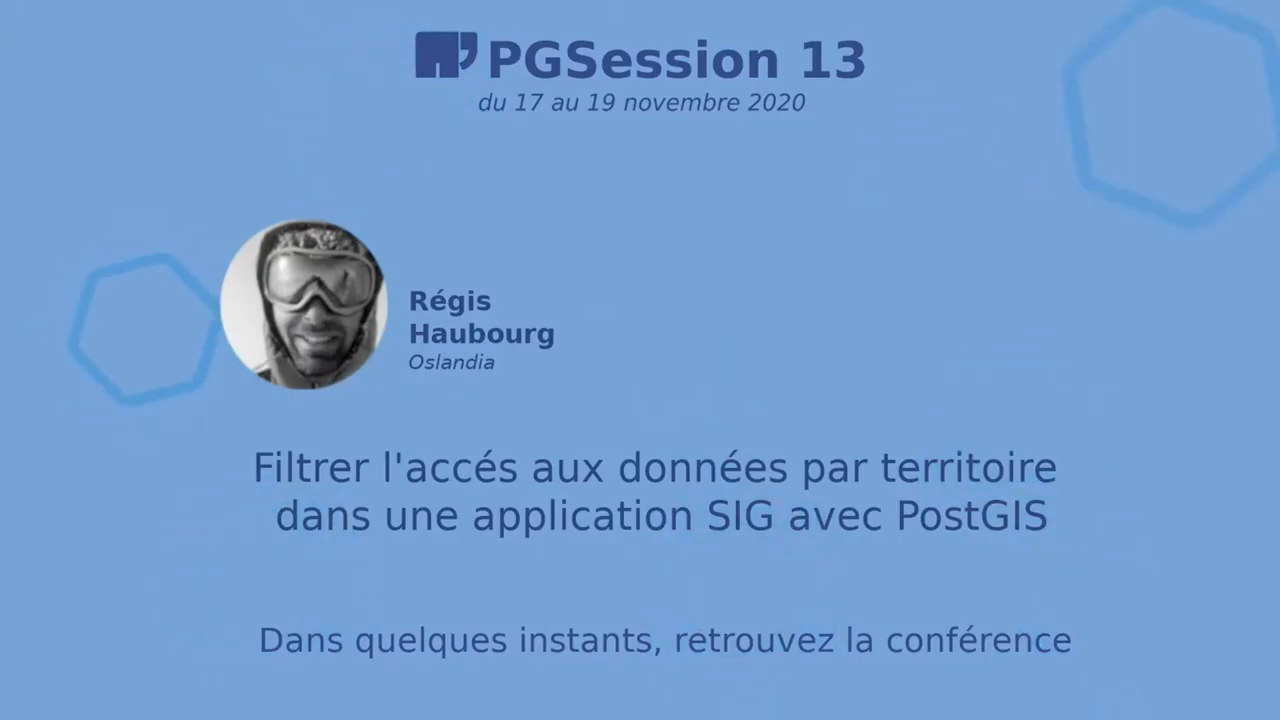 PGSession 13
du 17 au 19 novembre 2020
Régis
Haubourg
Oslandia
Filtrer l'accés aux données par territoire
dans une application SIG avec PostGIS
Dans quelques instants, retrouvez la conférence